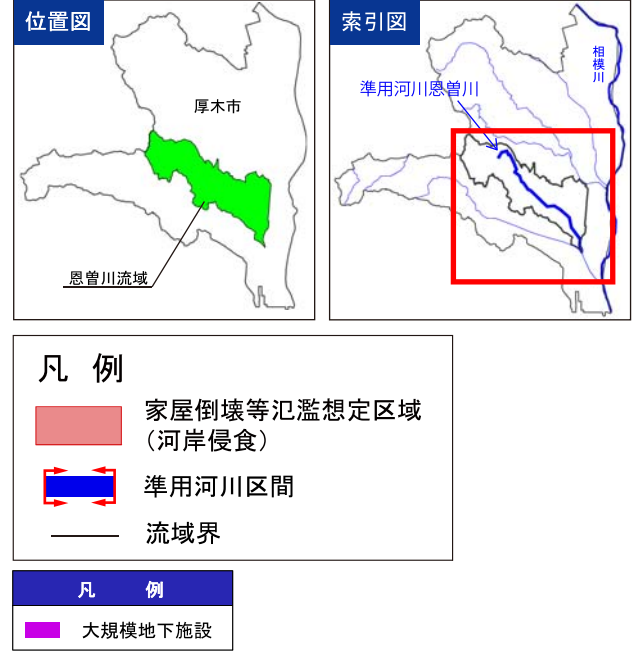 位置図
厚木市
恩曽川流域
索引図
相模川
準用河川恩曽川
凡 例
家屋倒壊等氾濫想定区域
（河岸侵食）
準用河川区間
流域界
凡 例
大規模地下施設